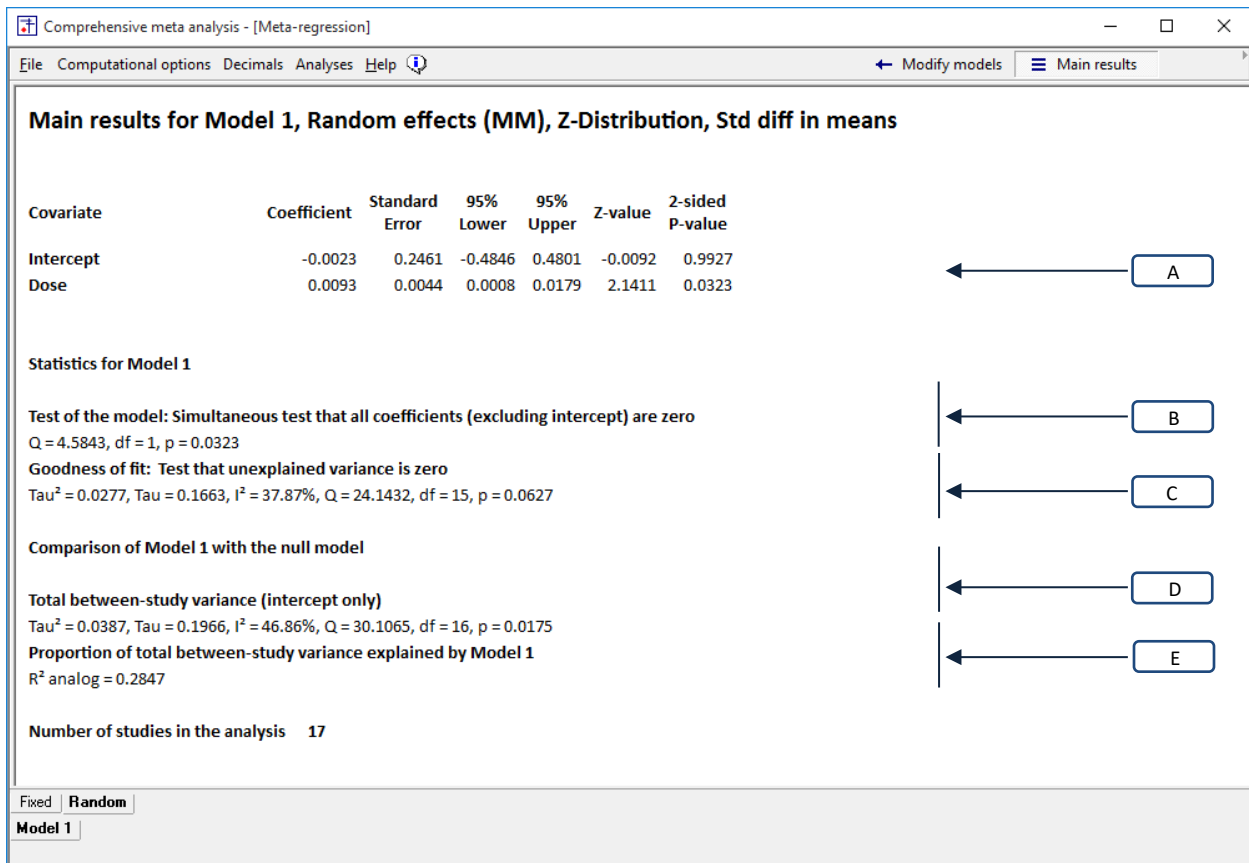 Comprehensive meta analysis - [Meta-regression]
File Computational options Decimals Analyses Help Modify models Main results
Main results for Model 1, Random effects (MM), Z-Distribution, Std diff in means
Covariate Coefficient Standard Error 95% Lower 95% Upper Z-value 2-sided P-value
Intercept -0.0023 0.2461 -0.4846 0.4801 -0.0092 0.9927
Dose 0.0093 0.0044 0.0008 0.0179 2.1411 0.0323
A
Statistics for Model 1
Test of the model: Simultaneous test that all coefficients (excluding intercept) are zero
B
Q = 4.5843, df = 1, p = 0.0323
Goodness of fit: Test that unexplained variance is zero
Tau² = 0.0277, Tau = 0.1663, I² = 37.87%, Q = 24.1432, df = 15, p = 0.0627
C
Comparison of Model 1 with the null model
D
Total between-study variance (intercept only)
Tau² = 0.0387, Tau = 0.1966, I² = 46.86%, Q = 30.1065, df = 16, p = 0.0175
Proportion of total between-study variance explained by Model 1
E
R² analog = 0.2847
Number of studies in the analysis 17
Fixed Random
Model 1